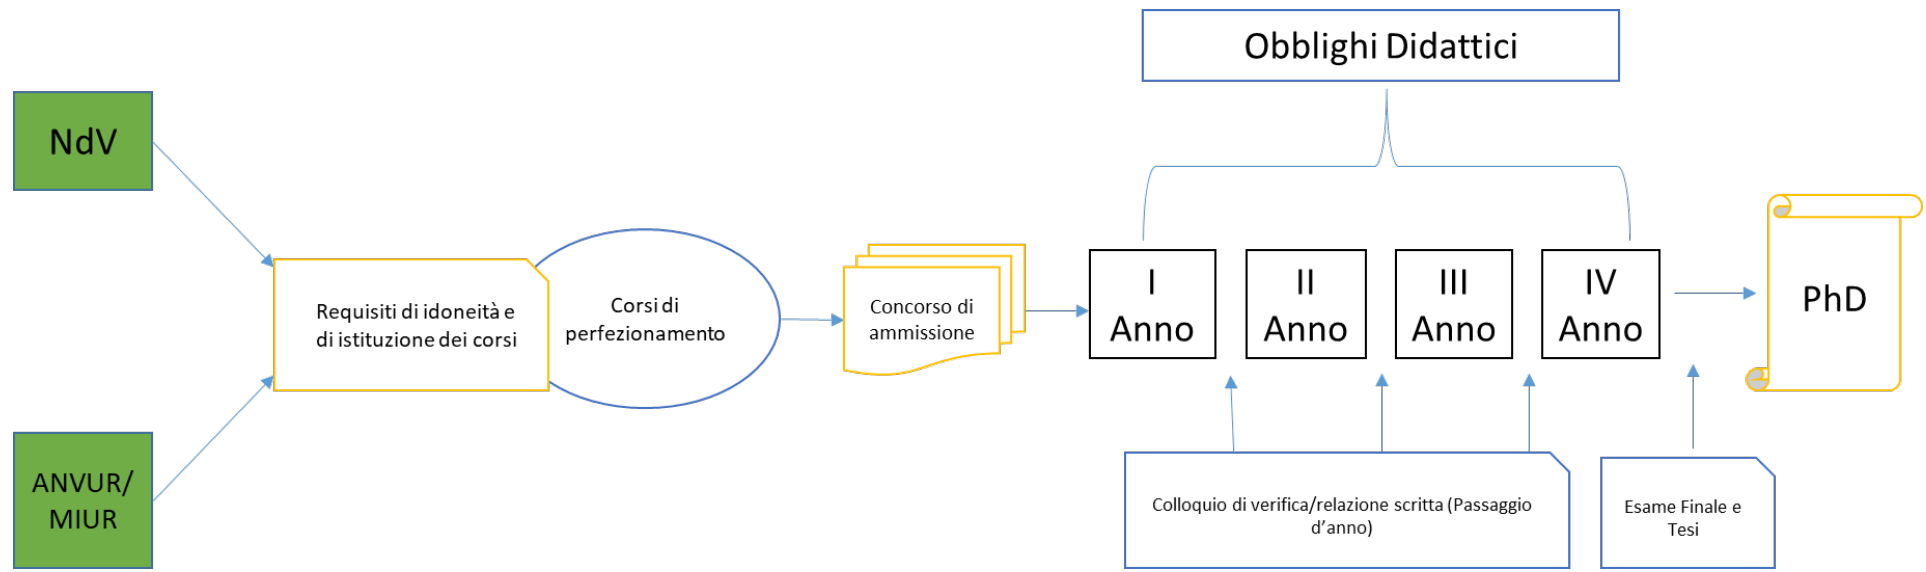 Obblighi Didattici
NdV
Requisiti di idoneità e
di istituzione dei corsi
Corsi di
perfezionamento
Concorso di
ammissione
I
Anno
II
Anno
III
Anno
IV
Anno
PhD
ANVUR/
MIUR
Colloquio di verifica/relazione scritta (Passaggio
d’anno)
Esame Finale e
Tesi